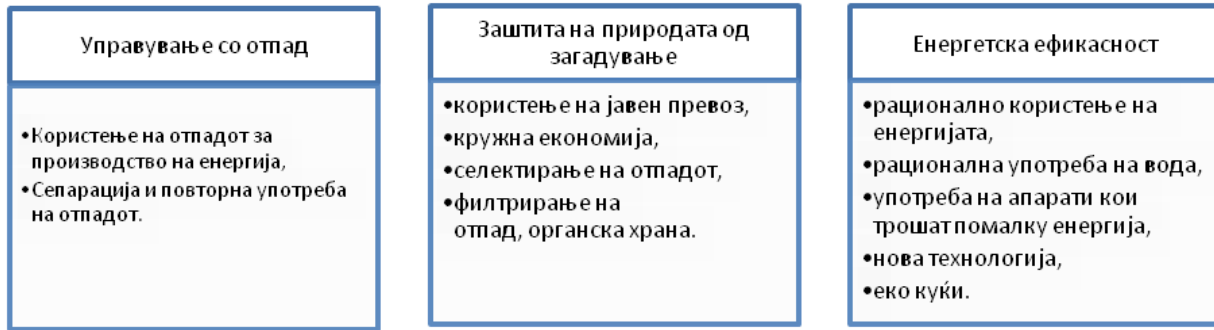 Управување со отпад
•Користење на отпадот за
производство на енергија,
•Сепарација и повторна употреба
на отпадот.
Заштита на природата од
загадување
•користење на јавен превоз,
•кружна економија,
•селектирање на отпадот,
•филтрирање на
отпад, органска храна.
Енергетска ефикасност
•рационално користење на
енергијата,
•рационална употреба на вода,
•употреба на апарати кои
трошат помалку енергија,
•нова технологија,
•еко куќи.